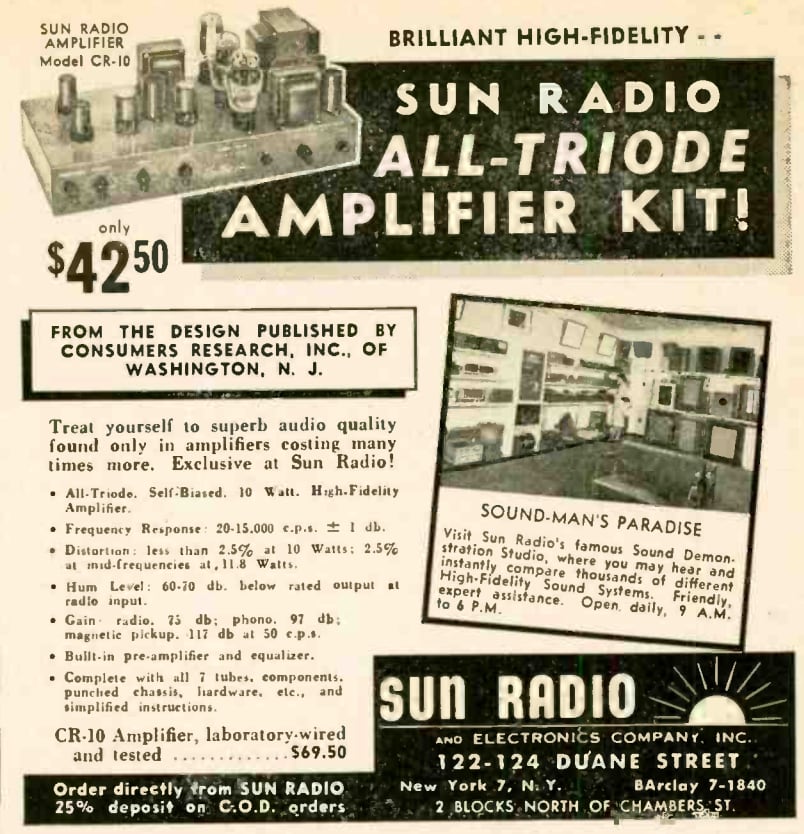 SUN RADIO
AMPLIFIER
Model CR-10
BRILLIANT HIGH-FIDELITY - -
SUN RADIO
ALL-TRIODE
AMPLIFIER KIT!
only
$42 50
FROM THE DESIGN PUBLISHED BY
CONSUMERS RESEARCH, INC., OF
WASHINGTON, N. J.
Treat yourself to superb audio quality
found only in amplifiers costing many
times more. Exclusive at Sun Radio!
• All-Triode. Self-Biased. 10 Watt. High-Fidelity
Amplifier.
• Frequency Response: 20-15.000 c.p.s. ± 1 db.
• Distortion: less than 2.5% at 10 Watts; 2.5%
at mid-frequencies at 11.8 Watts.
• Hum Level: 60-70 db. below rated output at
radio input.
• Gain: radio. 75 db; phono. 97 db;
magnetic pickup. 117 db at 50 c.p.s.
• Built-in pre-amplifier and equalizer.
• Complete with all 7 tubes, components,
punched chassis, hardware, etc., and
simplified instructions.
CR-10 Amplifier, laboratory-wired
and tested .............$69.50
Order directly from SUN RADIO
25% deposit on C.O.D. orders
SOUND-MAN'S PARADISE
Visit Sun Radio's famous Sound Demon-
stration Studio, where you may hear and
instantly compare thousands of different
High-Fidelity Sound Systems. Friendly,
expert assistance. Open daily, 9 A.M.
to 6 P.M.
SUN RADIO
AND ELECTRONICS COMPANY, INC.
122-124 DUANE STREET
New York 7, N. Y. BArclay 7-1840
2 BLOCKS NORTH OF CHAMBERS ST.